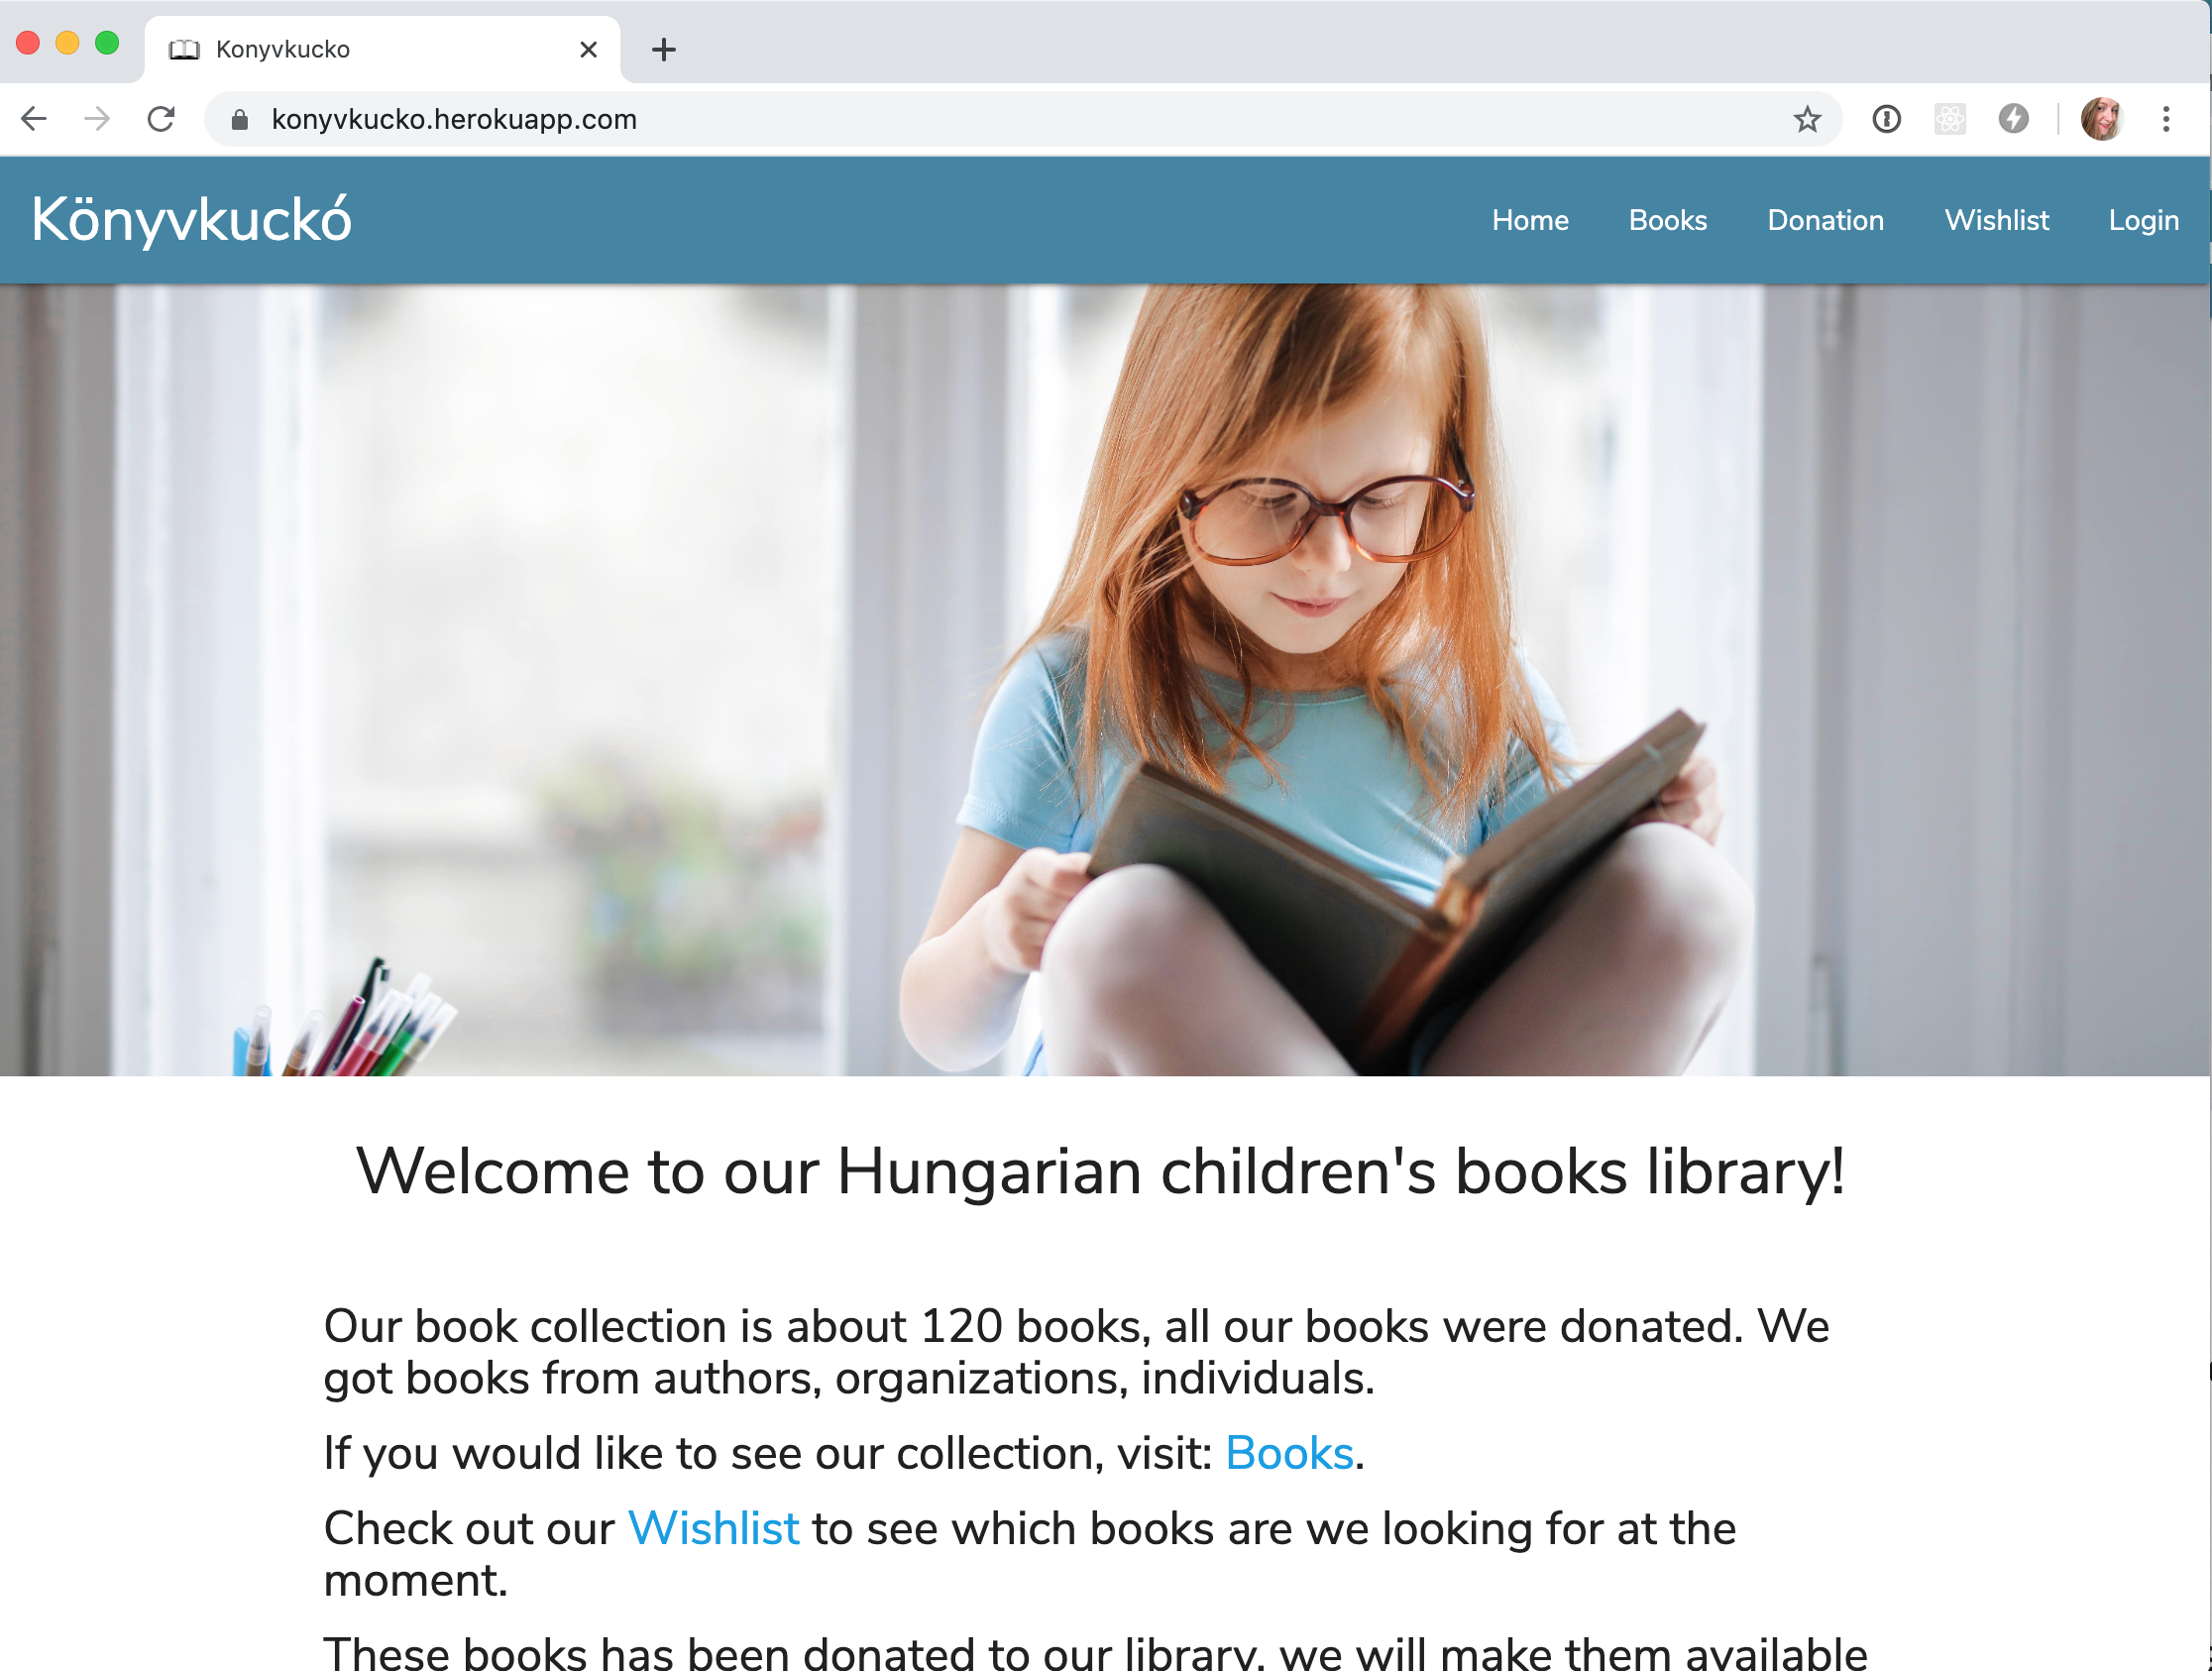 Konyvkucko
konyvkucko.herokuapp.com
Könyvkuckó
Home Books Donation Wishlist Login
Welcome to our Hungarian children's books library!
Our book collection is about 120 books, all our books were donated. We
got books from authors, organizations, individuals.
If you would like to see our collection, visit: Books.
Check out our Wishlist to see which books are we looking for at the
moment.
These books has been donated to our library, we will make them available